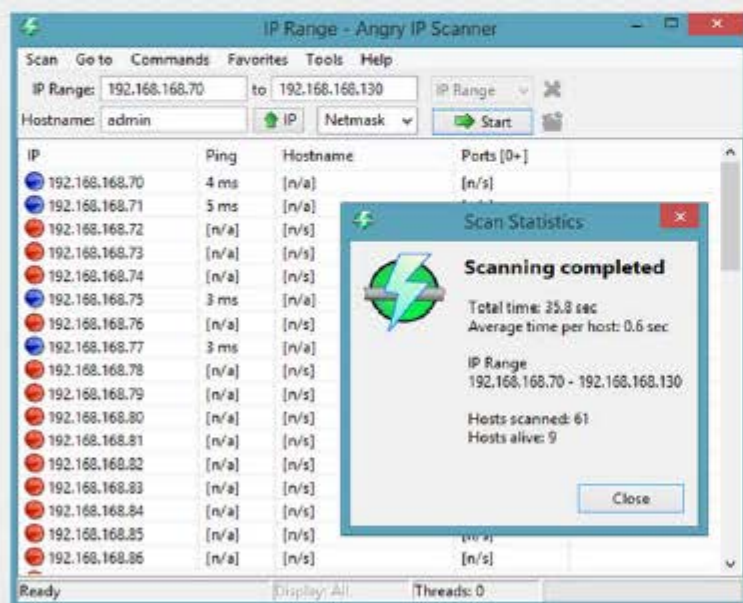 IP Range - Angry IP Scanner
Scan Go to Commands Favorites Tools Help
IP Range: 192.168.168.70 to 192.168.168.130 IP Range
Hostname: admin IP Netmask Start
IP Ping Hostname Ports [0+]
192.168.168.70 4 ms [n/a] [n/s]
192.168.168.71 5 ms [n/a]
192.168.168.72 [n/a] [n/s]
192.168.168.73 [n/a] [n/s]
192.168.168.74 [n/a] [n/s]
192.168.168.75 3 ms [n/a]
192.168.168.76 [n/a] [n/s]
192.168.168.77 3 ms [n/a]
192.168.168.78 [n/a] [n/s]
192.168.168.79 [n/a] [n/s]
192.168.168.80 [n/a] [n/s]
192.168.168.81 [n/a] [n/s]
192.168.168.82 [n/a] [n/s]
192.168.168.83 [n/a] [n/s]
192.168.168.84 [n/a] [n/s]
192.168.168.85 [n/a] [n/s]
192.168.168.86 [n/a] [n/s] [n/s]
Ready Display: All Threads: 0
Scan Statistics
Scanning completed
Total time: 35.8 sec
Average time per host: 0.6 sec
IP Range
192.168.168.70 - 192.168.168.130
Hosts scanned: 61
Hosts alive: 9
Close